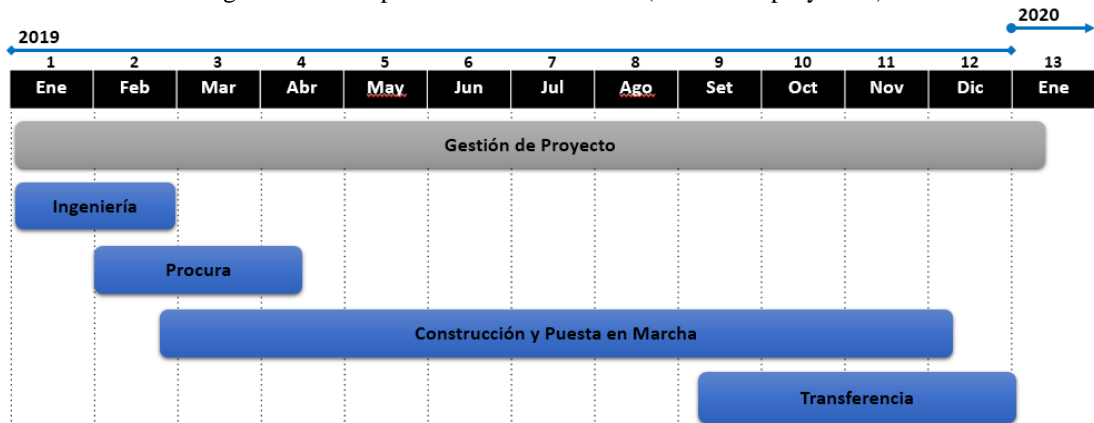 2020
2019
1 2 3 4 5 6 7 8 9 10 11 12 13
Ene Feb Mar Abr May Jun Jul Ago Set Oct Nov Dic Ene
Gestión de Proyecto
Ingeniería
Procura
Construcción y Puesta en Marcha
Transferencia